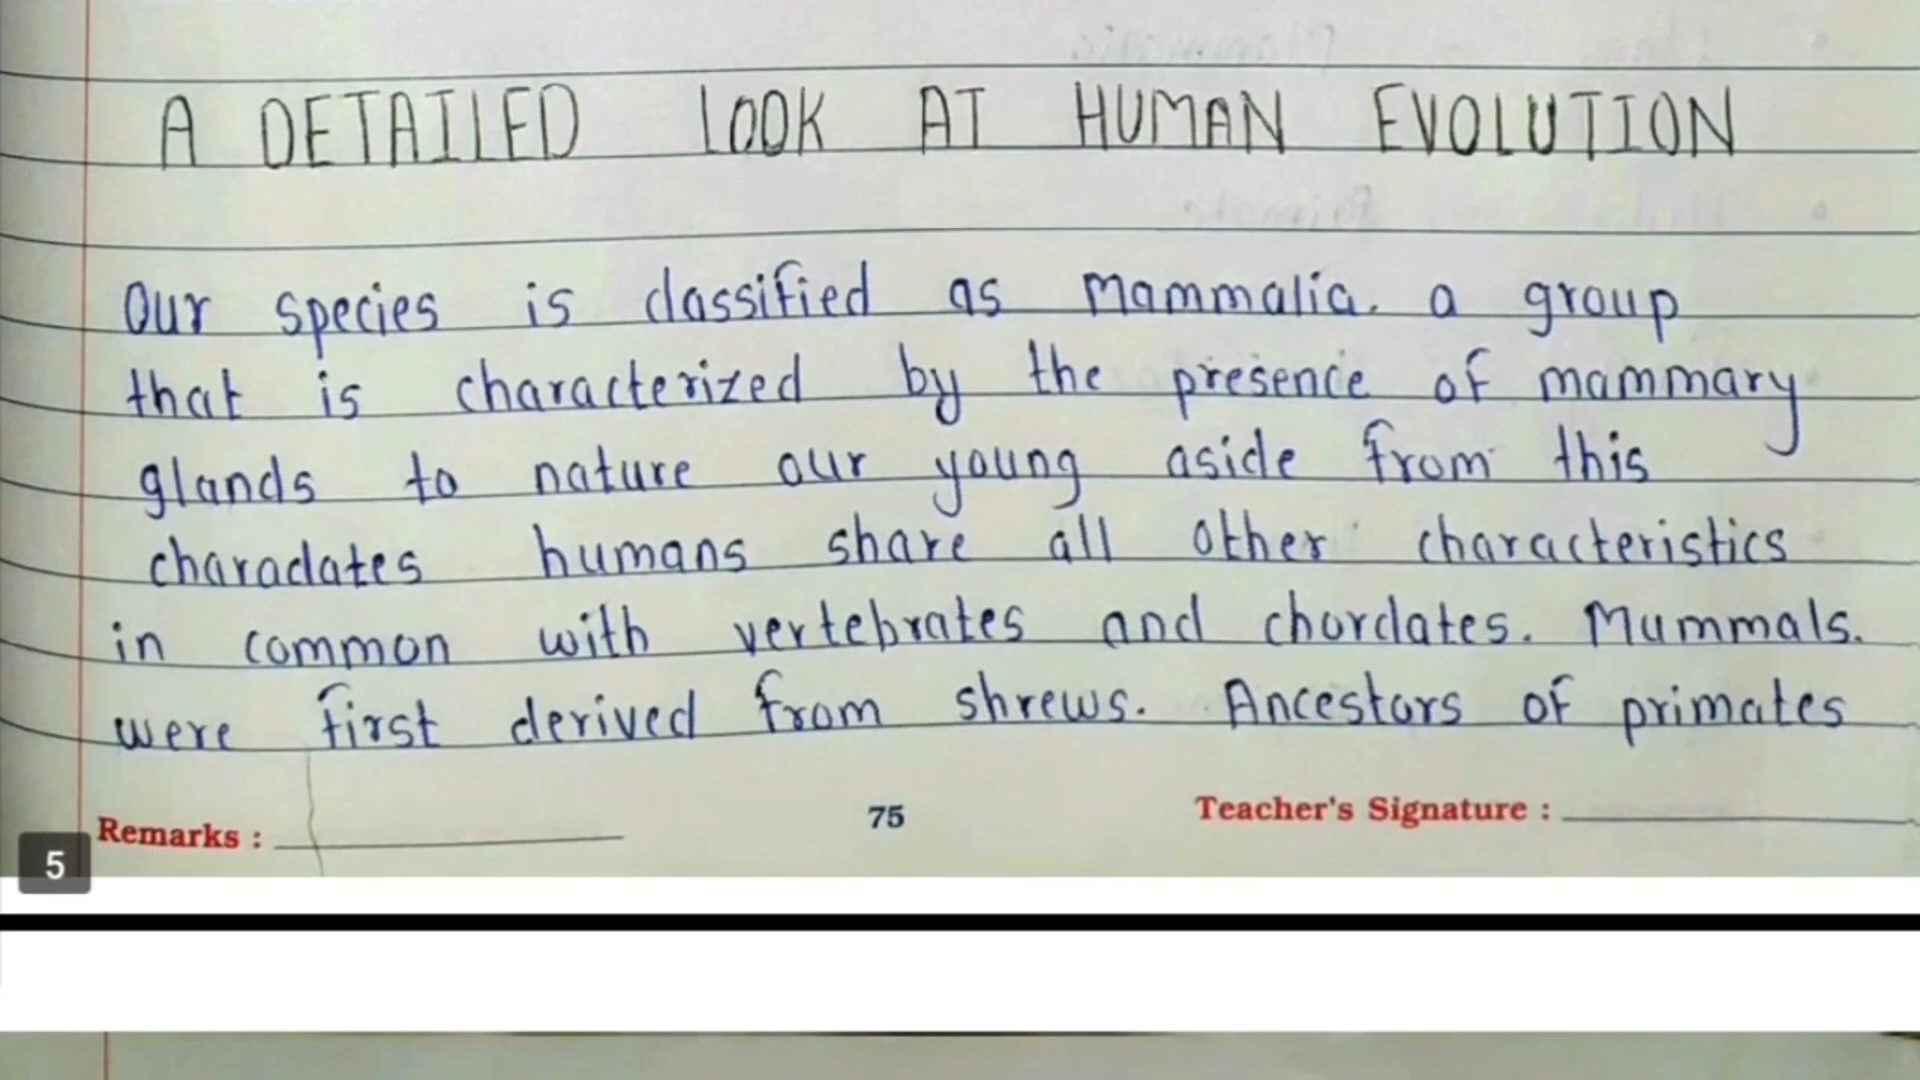 A DETAILED LOOK AT HUMAN EVOLUTION
Our species is classified as Mammalia. a group
that is characterized by the presence of mammary
glands to nature our young aside from this
charadates humans share all other characteristics
in common with vertebrates and chordates. Mummals.
were first derived from shrews. Ancestors of primates
Remarks :
75
Teacher's Signature :
5